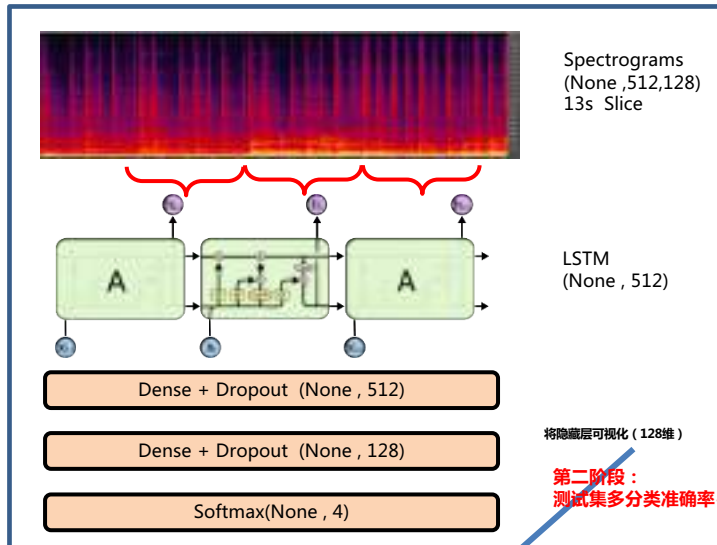 Spectrograms
(None ,512,128)
13s Slice
A
A
LSTM
(None , 512)
Dense + Dropout (None , 512)
Dense + Dropout (None , 128)
Softmax(None , 4)
将隐藏层可视化（128维）
第二阶段：
测试集多分类准确率